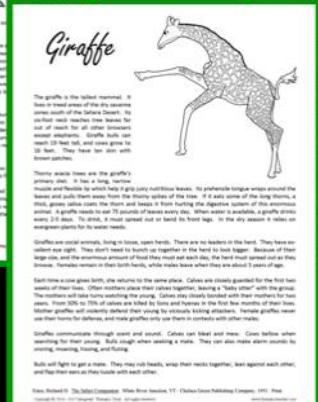 Giraffe
The giraffe is the tallest mammal. It
lives in treed areas of the dry savanna
zones south of the Sahara Desert. Its
six-foot neck reaches tree leaves far
out of reach for all other browsers
except elephants. Giraffe bulls can
reach 19 feet tall, and cows grow to
16 feet. They have tan skin with
brown patches.
Thorny acacia trees are the giraffe's
primary diet. It has a long, narrow
muzzle and flexible lip which help it grip juicy nutritious leaves. Its prehensile tongue wraps around the
leaves and pulls them away from the thorny spikes of the tree. If it eats some of the long thorns, a
thick, gooey saliva coats the thorn and keeps it from hurting the digestive system of this enormous
animal. A giraffe needs to eat 75 pounds of leaves every day. When water is available, a giraffe drinks
every 2-3 days. To drink, it must spread out or bend its front legs. In the dry season it relies on
evergreen plants for its water needs.
Giraffes are social animals, living in loose, open herds. There are no leaders in the herd. They have ex-
cellent eye sight. They don't need to bunch up together in the herd to look bigger. Because of their
large size, and the enormous amount of food they must eat each day, the herd must spread out as they
browse. Females remain in their birth herds, while males leave when they are about 3 years of age.
Each time a cow gives birth, she returns to the same place. Calves are closely guarded for the first two
weeks of their lives. Often mothers place their calves together, leaving a "baby sitter" with the group.
The mothers will take turns watching the young. Calves stay closely bonded with their mothers for two
years. From 50% to 75% of calves are killed by lions and hyenas in the first few months of their lives.
Mother giraffes will violently defend their young by viciously kicking attackers. Female giraffes never
use their horns for defense, and male giraffes only use them in contests with other males.
Giraffes communicate through scent and sound. Calves can bleat and mew. Cows bellow when
searching for their young. Bulls cough when seeking a mate. They can also make alarm sounds by
snorting, moaning, hissing, and fluting.
Bulls will fight to get a mate. They may rub heads, wrap their necks together, lean against each other,
and flap their ears as they tussle with each other.
Estes, Richard D. The Safari Companion. White River Junction, VT: Chelsea Green Publishing Company, 1993. Print.